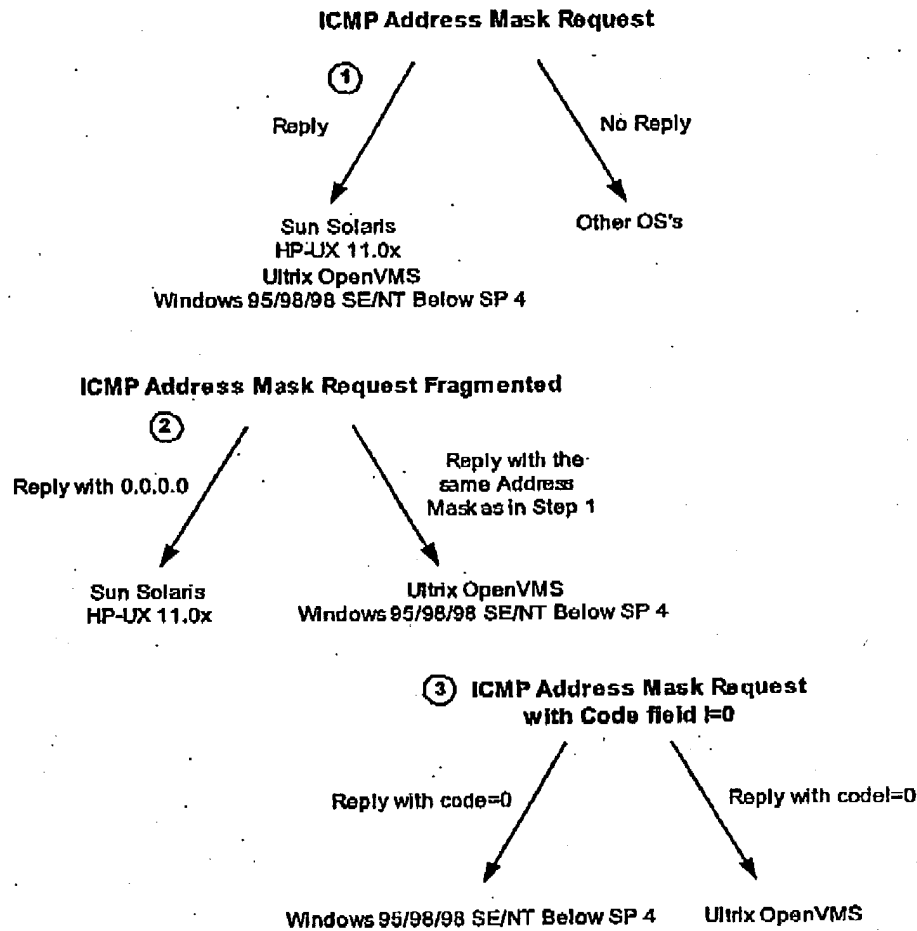 ICMP Address Mask Request
1
Reply
No Reply
Sun Solaris
HP-UX 11.0x
Ultrix OpenVMS
Windows 95/98/98 SE/NT Below SP 4
Other OS's
ICMP Address Mask Request Fragmented
2
Reply with 0.0.0.0
Reply with the
same Address
Mask as in Step 1
Sun Solaris
HP-UX 11.0x
Ultrix OpenVMS
Windows 95/98/98 SE/NT Below SP 4
3 ICMP Address Mask Request
with Code field !=0
Reply with code=0
Reply with code!=0
Windows 95/98/98 SE/NT Below SP 4
Ultrix OpenVMS